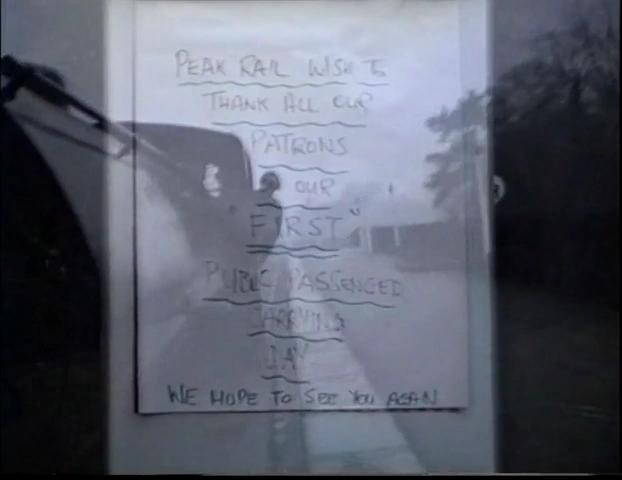 PEAK RAIL WISH TO
THANK ALL OUR
PATRONS
OUR
"FIRST"
PUBLIC PASSENGER
CARRYING
DAY
WE HOPE TO SEE YOU AGAIN